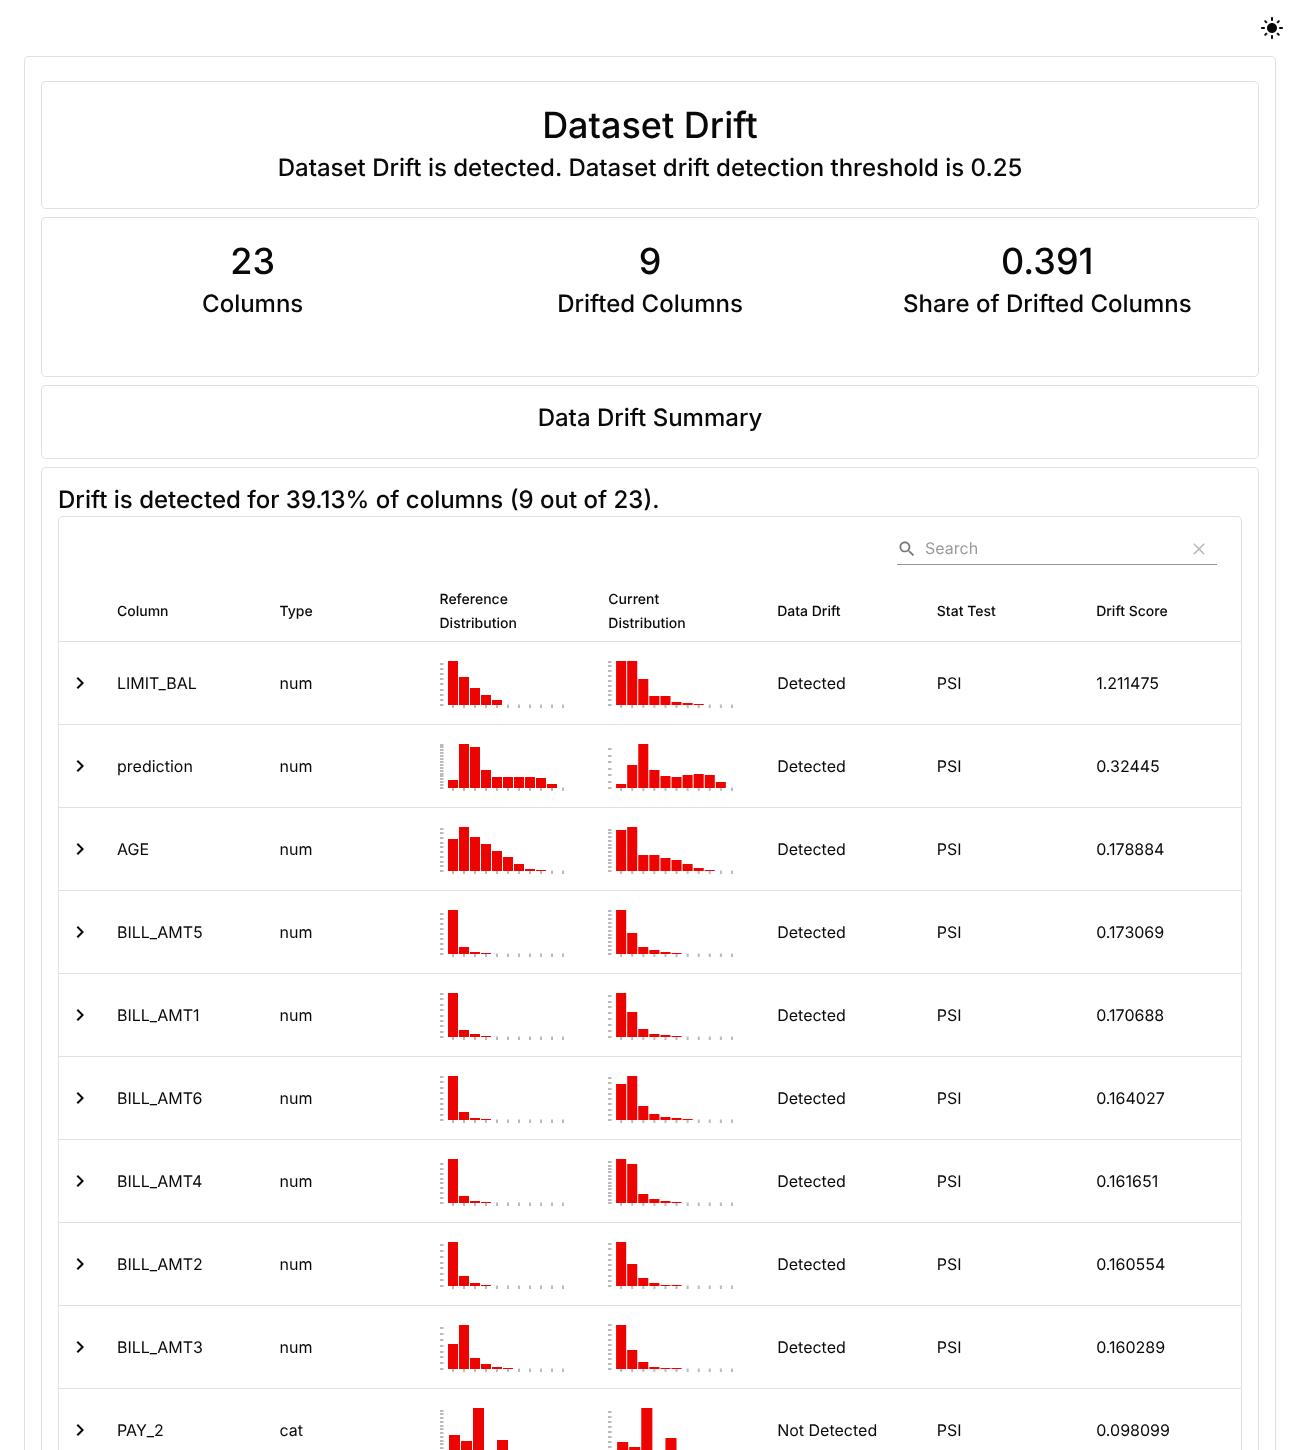 Dataset Drift
Dataset Drift is detected. Dataset drift detection threshold is 0.25
23
Columns
9
Drifted Columns
0.391
Share of Drifted Columns
Data Drift Summary
Drift is detected for 39.13% of columns (9 out of 23).
Search
Column Type Reference Distribution Current Distribution Data Drift Stat Test Drift Score
LIMIT_BAL num Detected PSI 1.211475
prediction num Detected PSI 0.32445
AGE num Detected PSI 0.178884
BILL_AMT5 num Detected PSI 0.173069
BILL_AMT1 num Detected PSI 0.170688
BILL_AMT6 num Detected PSI 0.164027
BILL_AMT4 num Detected PSI 0.161651
BILL_AMT2 num Detected PSI 0.160554
BILL_AMT3 num Detected PSI 0.160289
PAY_2 cat Not Detected PSI 0.098099